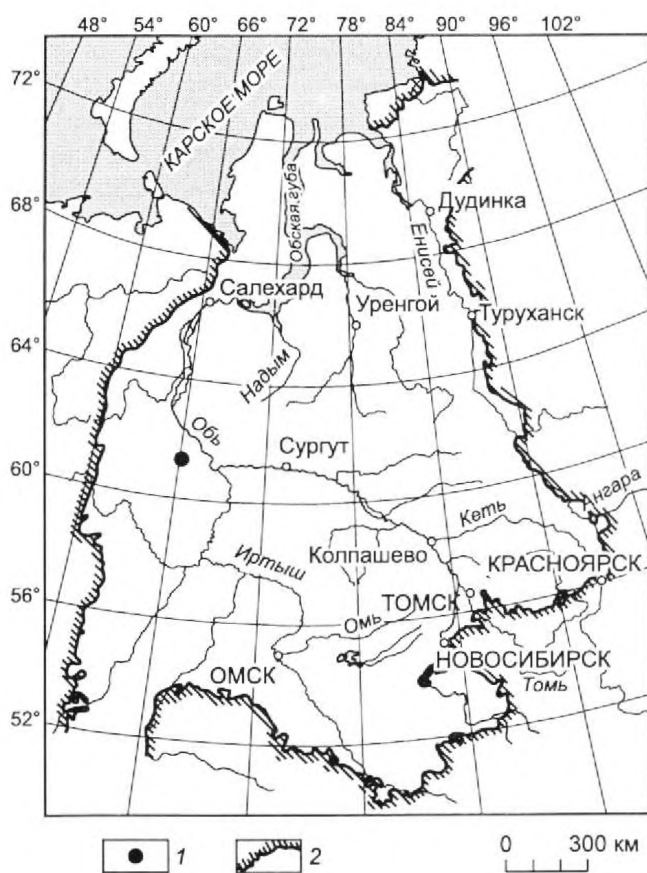 48° 54° 60° 66° 72° 78° 84° 90° 96° 102°
72°
КАРСКОЕ МОРЕ
68°
Обская губа
Енисей
Дудинка
Салехард
Уренгой
Туруханск
64°
Надым
Обь
Сургут
60°
Ангара
Кеть
Иртыш
Колпашево
КРАСНОЯРСК
56°
ТОМСК
Омь
НОВОСИБИРСК
ОМСК
Томь
52°
1 2 0 300 км